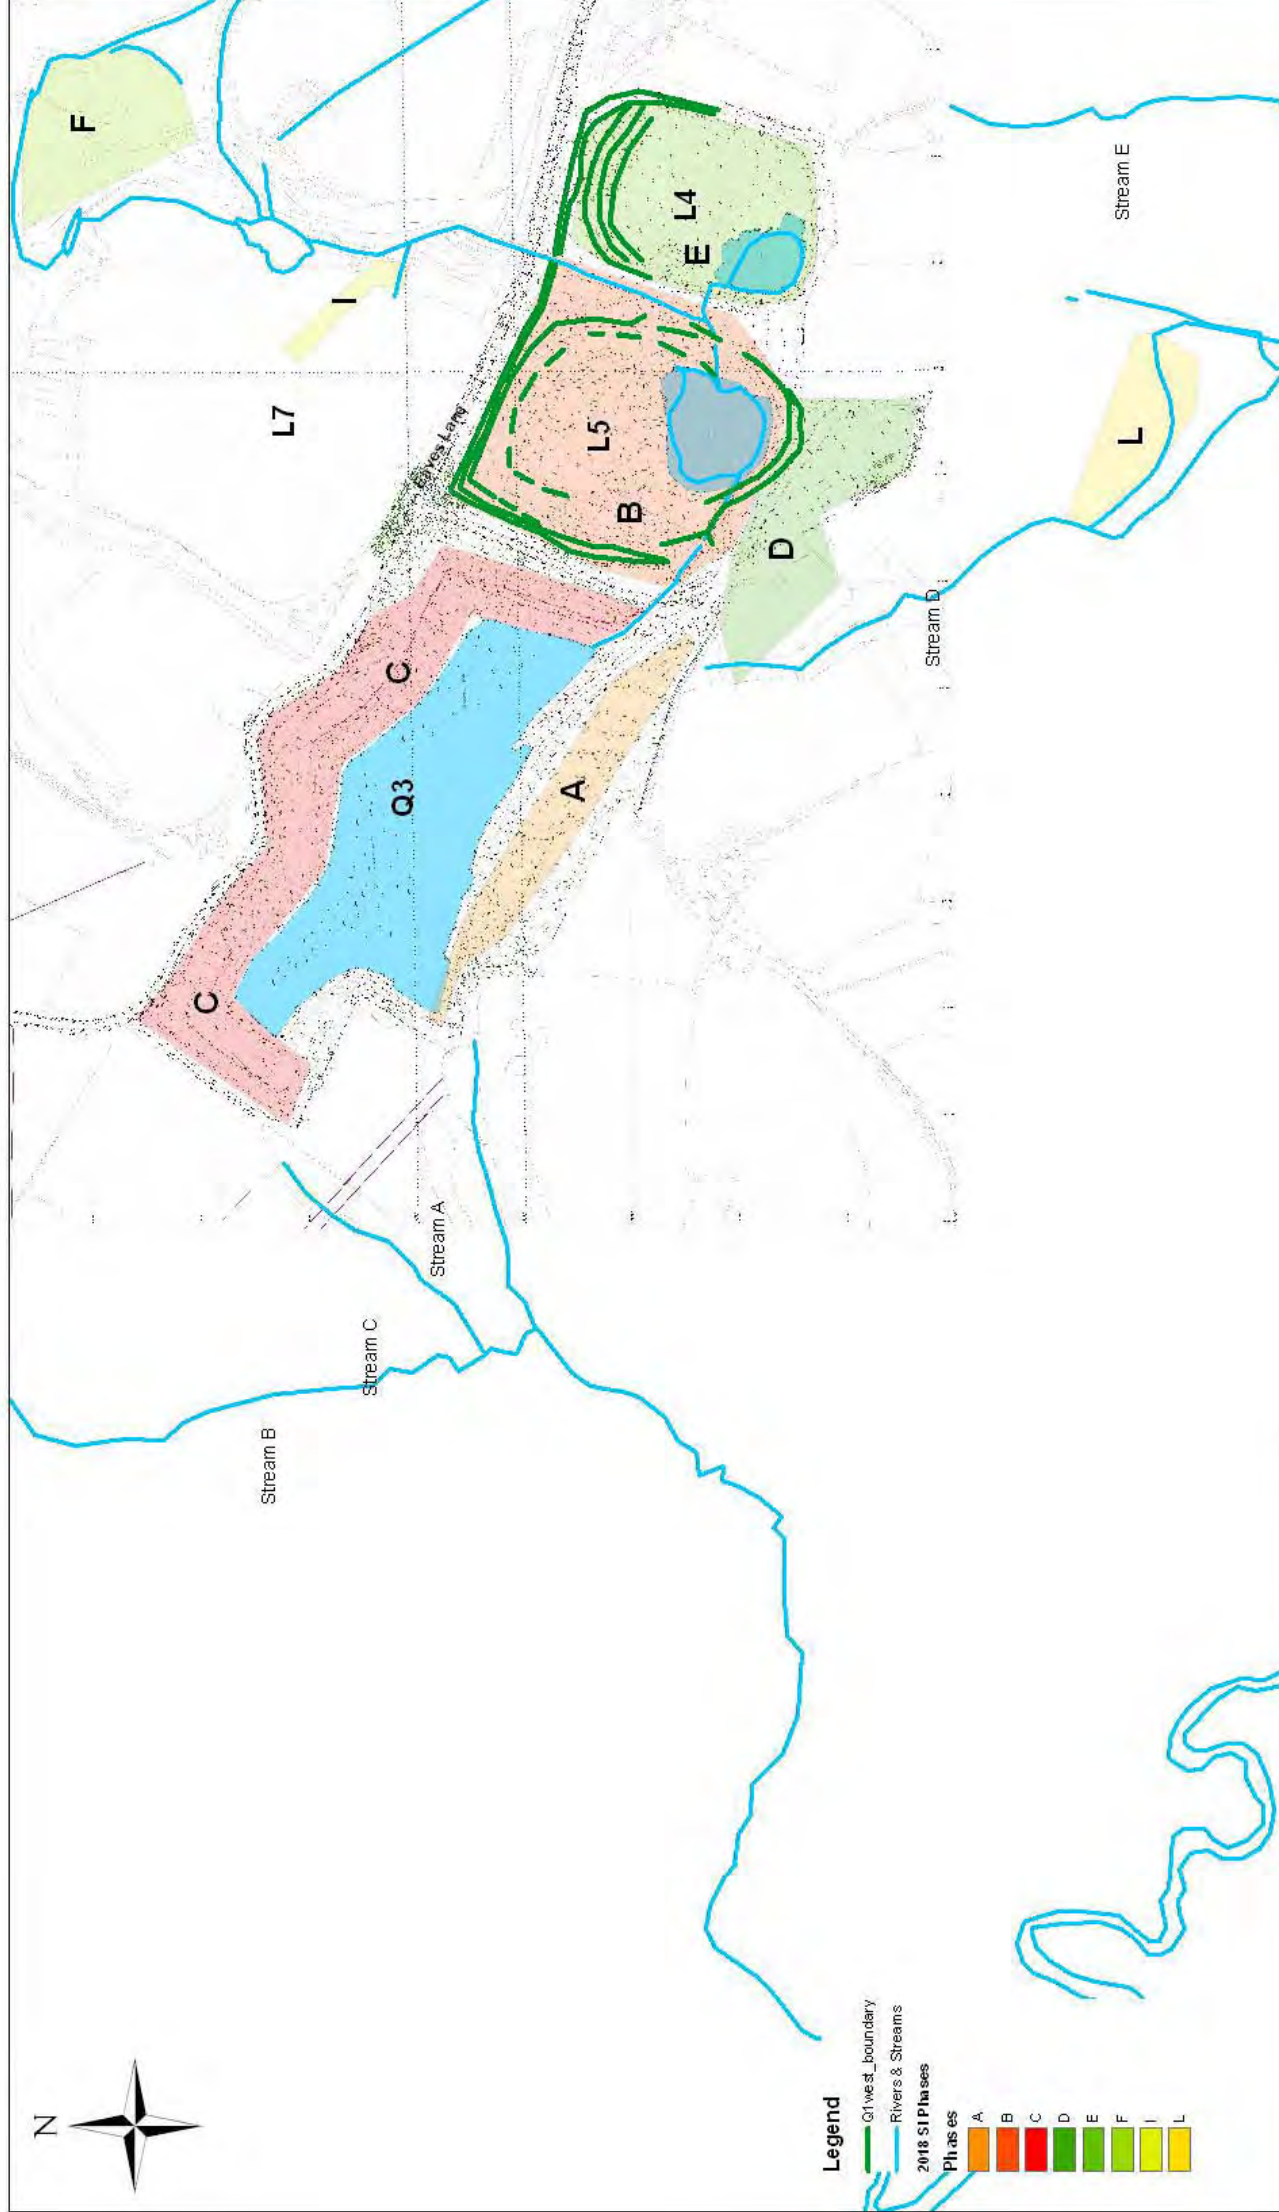 N
F
I
L7
L4
E
L5
B
D
C
Q3
C
A
L
Stream E
Stream D
Stream A
Stream C
Stream B
Legend
Q1west_boundary
Rivers & Streams
2018 SI Phases
Phases
A
B
C
D
E
F
I
L